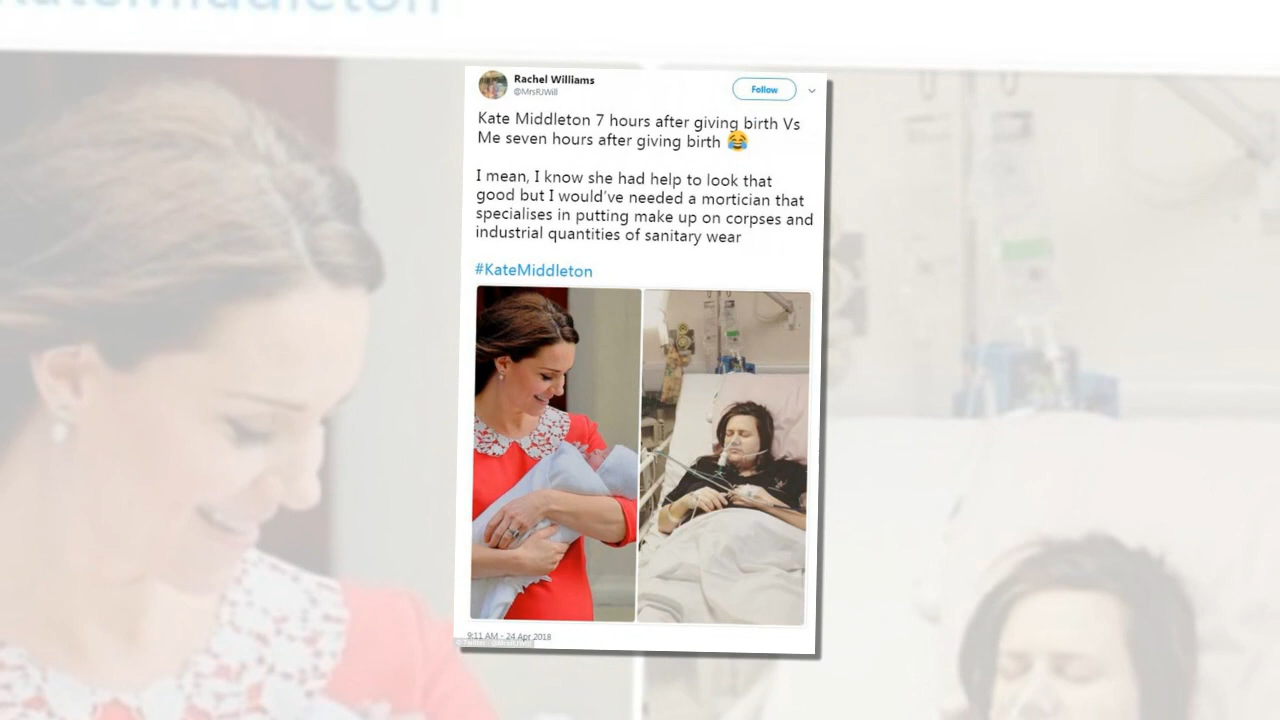 KateMiddleton
Rachel Williams
@MrsRJWill
Follow
Kate Middleton 7 hours after giving birth Vs
Me seven hours after giving birth 😂
I mean, I know she had help to look that
good but I would've needed a mortician that
specialises in putting make up on corpses and
industrial quantities of sanitary wear
#KateMiddleton
9:11 AM - 24 Apr 2018